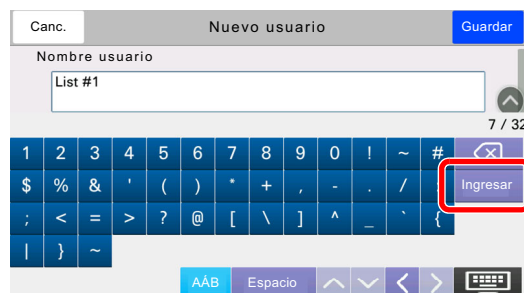 Canc. Nuevo usuario Guardar
Nombre usuario
List #1
7 / 32
1 2 3 4 5 6 7 8 9 0 ! ~ #
$ % & ' ( ) * + , - . / Ingresar
; < = > ? @ [ \ ] ^ _ ` {
| } ~
AÁB Espacio